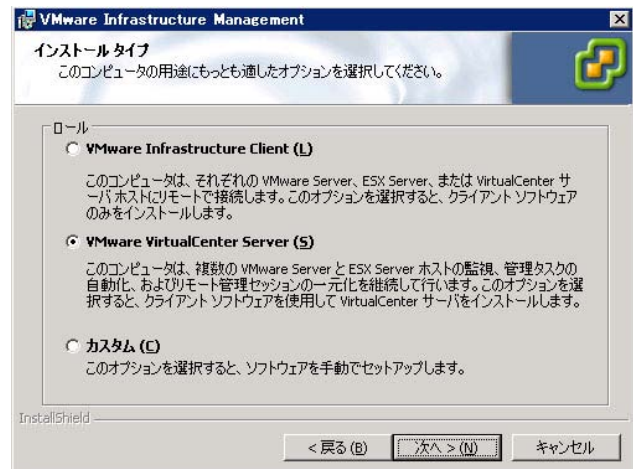 VMware Infrastructure Management
インストール タイプ
このコンピュータの用途にもっとも適したオプションを選択してください。
ロール
VMware Infrastructure Client (L)
このコンピュータは、それぞれの VMware Server、ESX Server、または VirtualCenter サ
ーバ ホストにリモートで接続します。このオプションを選択すると、クライアント ソフトウェア
のみをインストールします。
VMware VirtualCenter Server (S)
このコンピュータは、複数の VMware Server と ESX Server ホストの監視、管理タスクの
自動化、およびリモート管理セッションの一元化を継続して行います。このオプションを選
択すると、クライアント ソフトウェアを使用して VirtualCenter サーバをインストールします。
カスタム (C)
このオプションを選択すると、ソフトウェアを手動でセットアップします。
InstallShield
< 戻る (B)
次へ > (N)
キャンセル